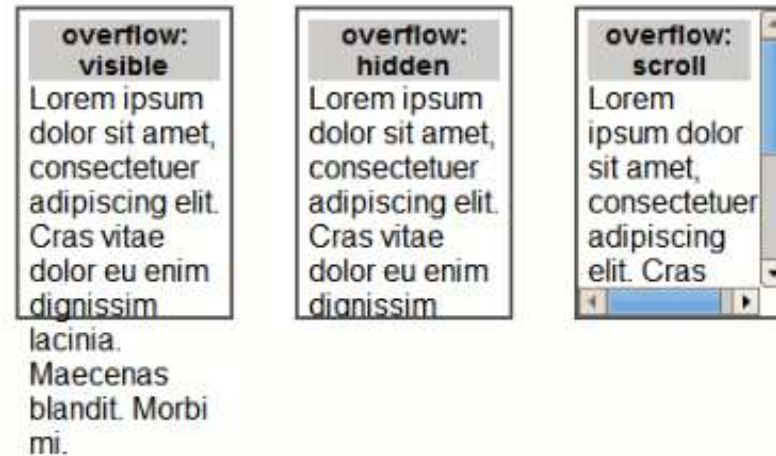 overflow:
visible
Lorem ipsum
dolor sit amet,
consectetuer
adipiscing elit.
Cras vitae
dolor eu enim
dignissim
lacinia.
Maecenas
blandit. Morbi
mi.
overflow:
hidden
Lorem ipsum
dolor sit amet,
consectetuer
adipiscing elit.
Cras vitae
dolor eu enim
dignissim
overflow:
scroll
Lorem
ipsum dolor
sit amet,
consectetuer
adipiscing
elit. Cras